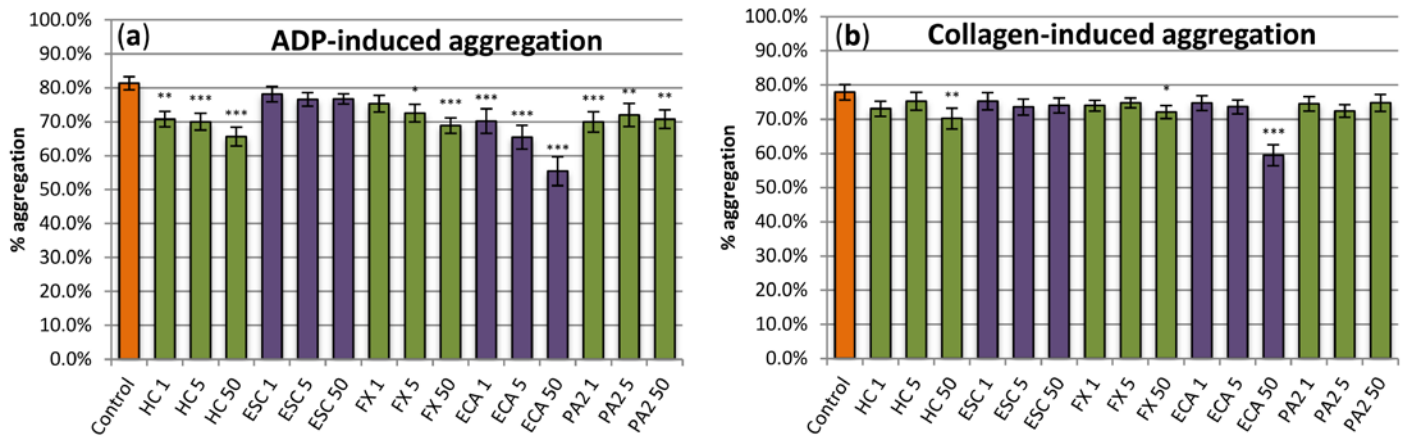 (a) ADP-induced aggregation
% aggregation
100.0%
90.0%
80.0%
70.0%
60.0%
50.0%
40.0%
30.0%
20.0%
10.0%
0.0%
** *** *** * *** *** *** *** *** ** **
Control HC 1 HC 5 HC 50 ESC 1 ESC 5 ESC 50 FX 1 FX 5 FX 50 ECA 1 ECA 5 ECA 50 PA2 1 PA2 5 PA2 50
(b) Collagen-induced aggregation
% aggregation
100.0%
90.0%
80.0%
70.0%
60.0%
50.0%
40.0%
30.0%
20.0%
10.0%
0.0%
** * ***
Control HC 1 HC 5 HC 50 ESC 1 ESC 5 ESC 50 FX 1 FX 5 FX 50 ECA 1 ECA 5 ECA 50 PA2 1 PA2 5 PA2 50